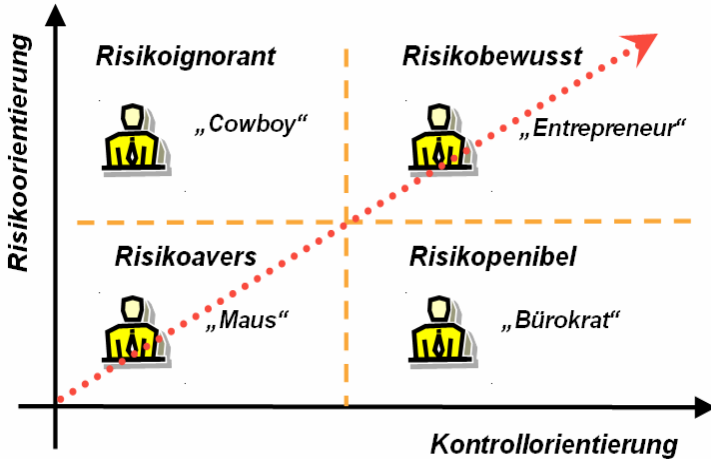 Risikoorientierung
Risikoignorant
Risikobewusst
„Cowboy“
„Entrepreneur“
Risikoavers
Risikopenibel
„Maus“
„Bürokrat“
Kontrollorientierung